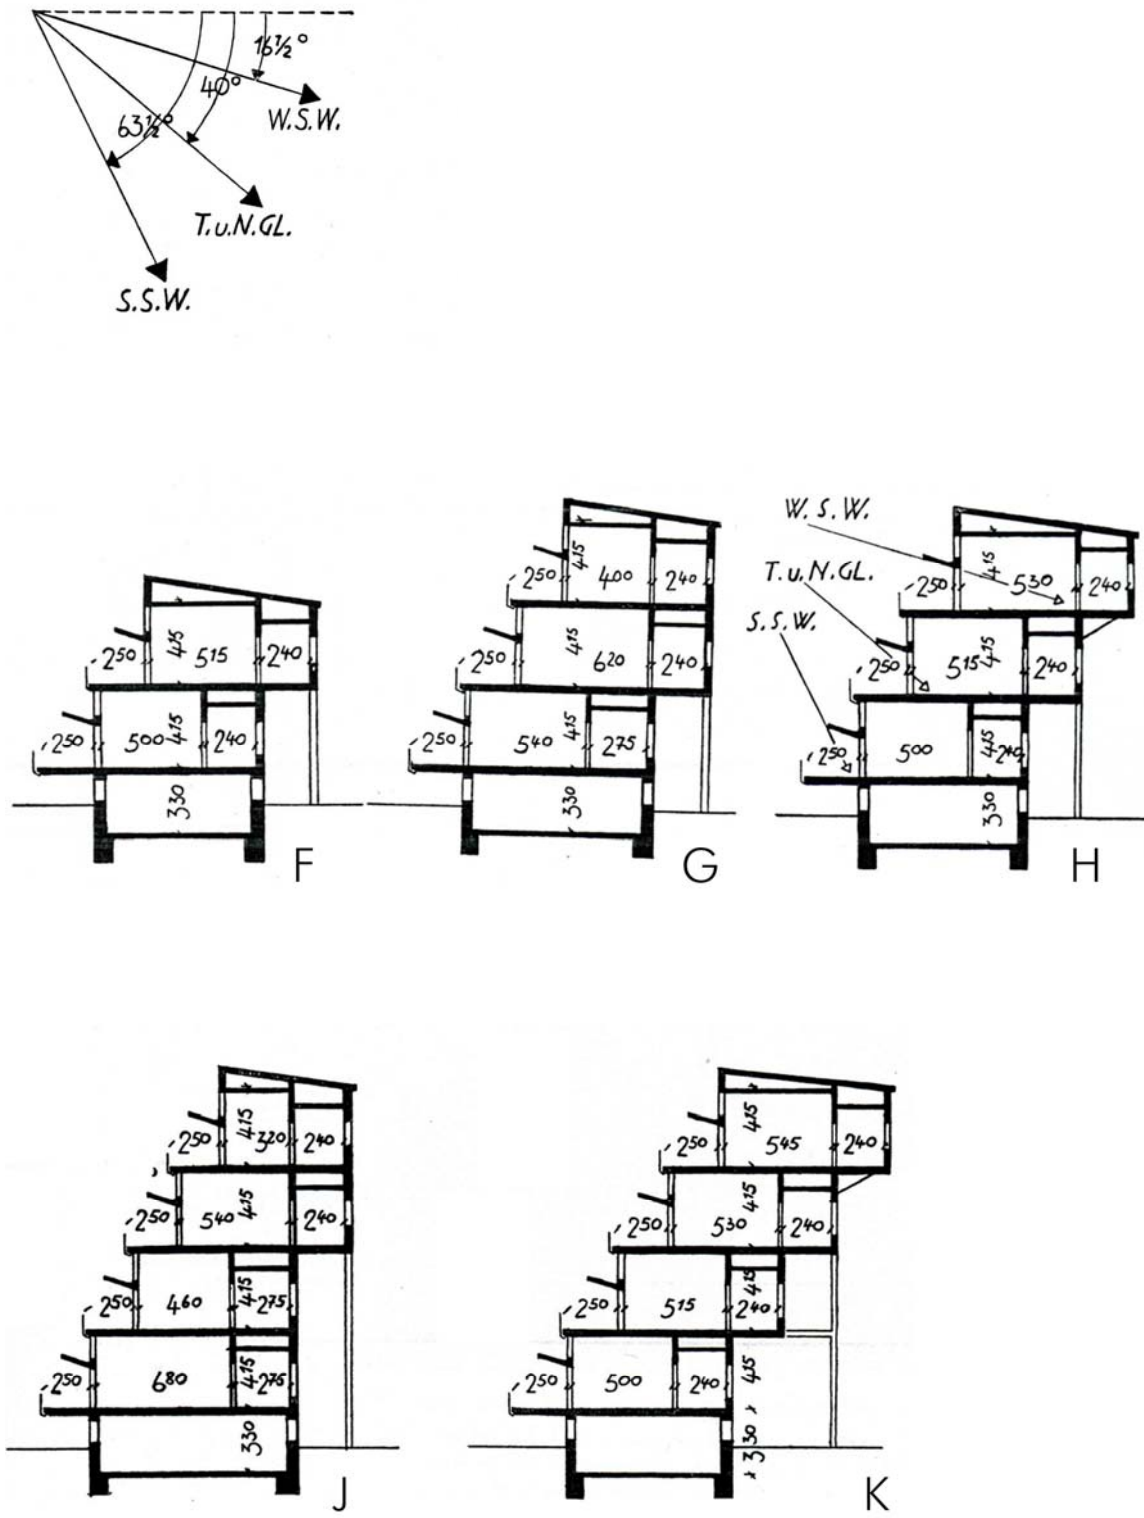 16½°
40°
63½°
W.S.W.
T.u.N.GL.
S.S.W.
250 415 515 240
250 500 415 240
330
F
250 415 400 240
250 415 620 240
250 540 415 275
330
G
W.S.W.
T.u.N.GL.
S.S.W.
250 415 530 240
250 515 415 240
250 500 415 240
330
H
250 415 320 240
250 540 415 240
250 460 415 275
250 680 415 275
330
J
250 415 545 240
250 530 415 240
250 515 415 240
250 500 240 415
330
K